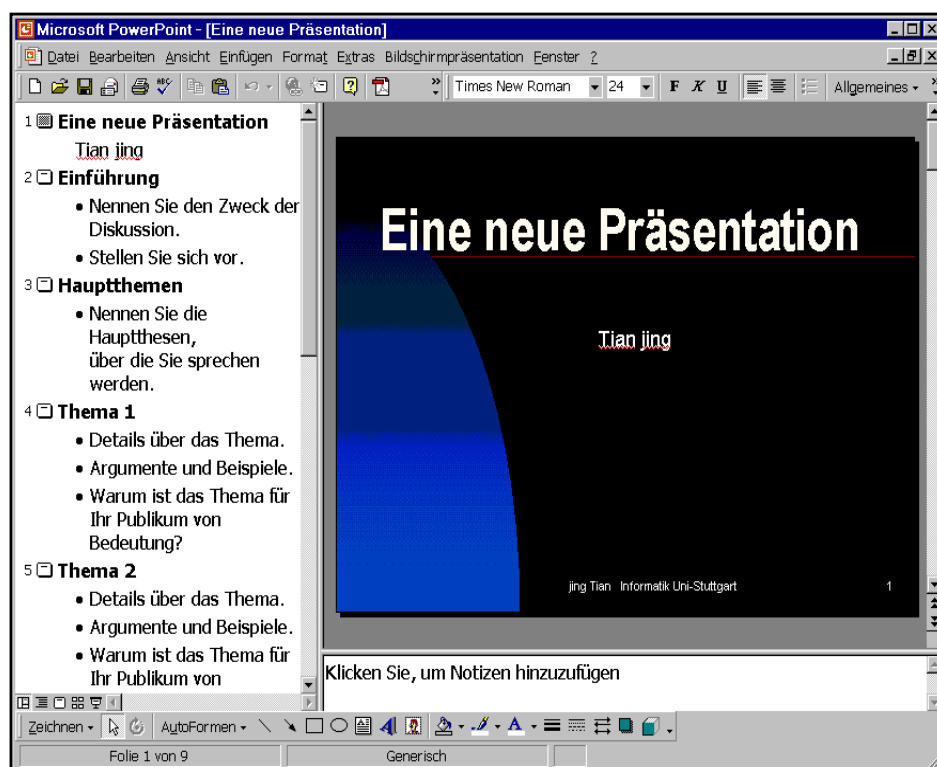 Microsoft PowerPoint - [Eine neue Präsentation]
Datei Bearbeiten Ansicht Einfügen Format Extras Bildschirmpräsentation Fenster ?
Times New Roman 24 F K U Allgemeines
1 Eine neue Präsentation
Tian jing
2 Einführung
• Nennen Sie den Zweck der
Diskussion.
• Stellen Sie sich vor.
3 Hauptthemen
• Nennen Sie die
Hauptthesen,
über die Sie sprechen
werden.
4 Thema 1
• Details über das Thema.
• Argumente und Beispiele.
• Warum ist das Thema für
Ihr Publikum von
Bedeutung?
5 Thema 2
• Details über das Thema.
• Argumente und Beispiele.
• Warum ist das Thema für
Ihr Publikum von
Eine neue Präsentation
Tian jing
jing Tian Informatik Uni-Stuttgart 1
Klicken Sie, um Notizen hinzuzufügen
Zeichnen AutoFormen
Folie 1 von 9 Generisch